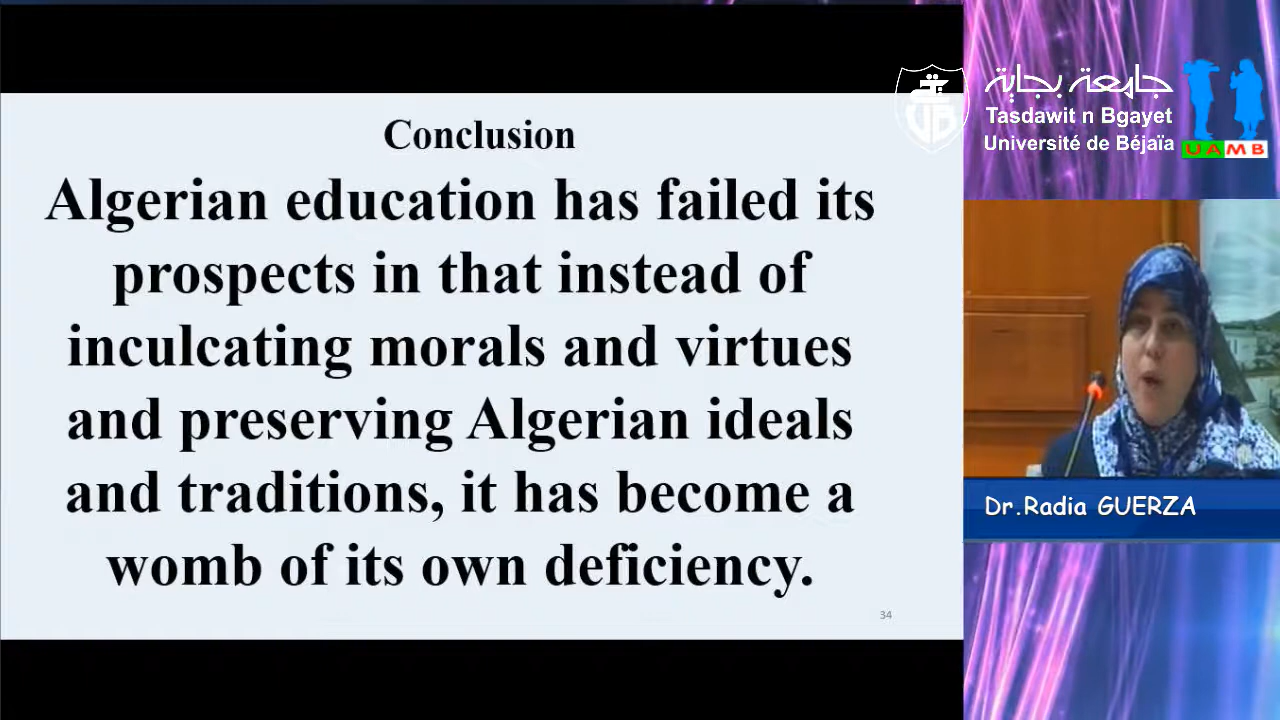 Conclusion
Algerian education has failed its
prospects in that instead of
inculcating morals and virtues
and preserving Algerian ideals
and traditions, it has become a
womb of its own deficiency.
34
UB
جامعة بجاية
Tasdawit n Bgayet
Université de Béjaïa
UAMB
Dr.Radia GUERZA